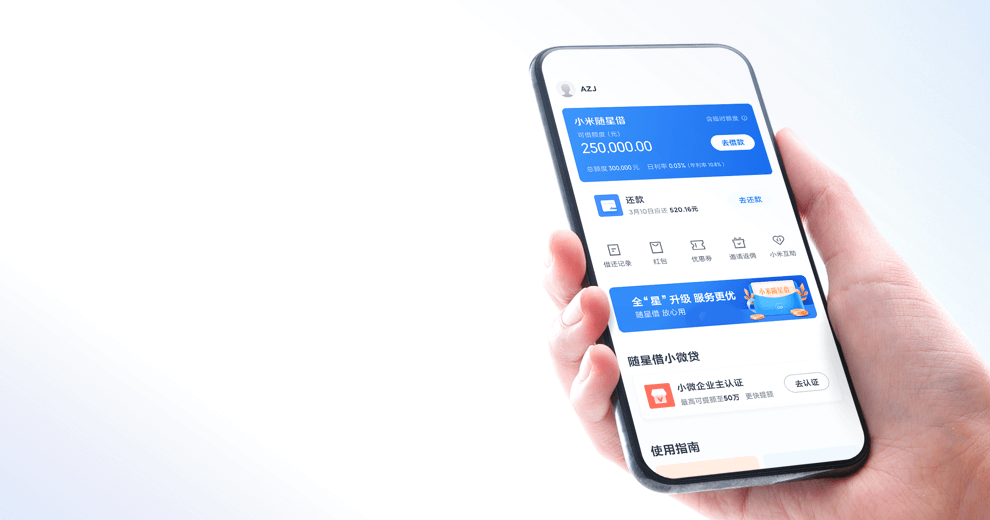 AZJ
小米随星借
含临时额度
可借额度（元）
250,000.00
去借款
总额度 300,000元 日利率 0.03%（年利率 10.8%）
还款
3月10日应还 520.16元
去还款
借还记录
红包
优惠券
邀请返佣
小米互助
全“星”升级 服务更优
随星借 放心用
小米随星借
随星借小微贷
小微企业主认证
最高可提额至50万 更快提额
去认证
使用指南